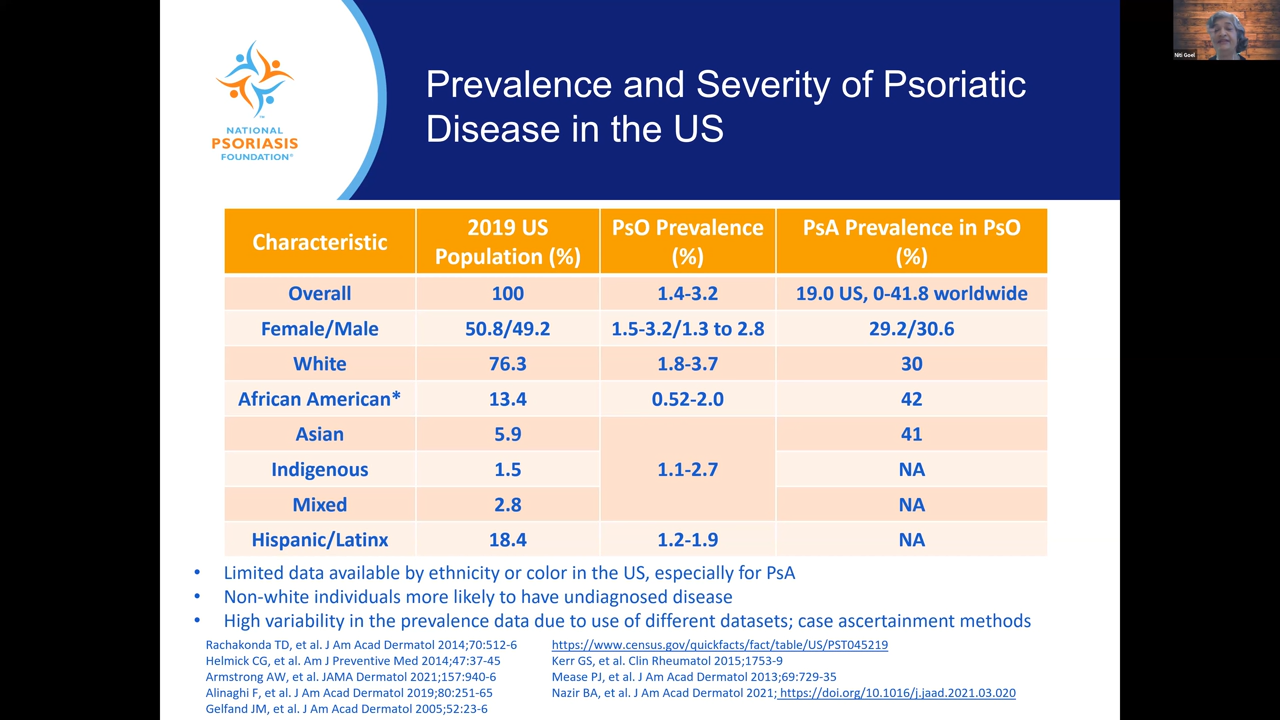 Niti Goel
NATIONAL
PSORIASIS
FOUNDATION®
Prevalence and Severity of Psoriatic
Disease in the US
Characteristic 2019 US Population (%) PsO Prevalence (%) PsA Prevalence in PsO (%)
Overall 100 1.4-3.2 19.0 US, 0-41.8 worldwide
Female/Male 50.8/49.2 1.5-3.2/1.3 to 2.8 29.2/30.6
White 76.3 1.8-3.7 30
African American* 13.4 0.52-2.0 42
Asian 5.9 41
Indigenous 1.5 1.1-2.7 NA
Mixed 2.8 NA
Hispanic/Latinx 18.4 1.2-1.9 NA
• Limited data available by ethnicity or color in the US, especially for PsA
• Non-white individuals more likely to have undiagnosed disease
• High variability in the prevalence data due to use of different datasets; case ascertainment methods
Rachakonda TD, et al. J Am Acad Dermatol 2014;70:512-6
Helmick CG, et al. Am J Preventive Med 2014;47:37-45
Armstrong AW, et al. JAMA Dermatol 2021;157:940-6
Alinaghi F, et al. J Am Acad Dermatol 2019;80:251-65
Gelfand JM, et al. J Am Acad Dermatol 2005;52:23-6
https://www.census.gov/quickfacts/fact/table/US/PST045219
Kerr GS, et al. Clin Rheumatol 2015;1753-9
Mease PJ, et al. J Am Acad Dermatol 2013;69:729-35
Nazir BA, et al. J Am Acad Dermatol 2021; https://doi.org/10.1016/j.jaad.2021.03.020